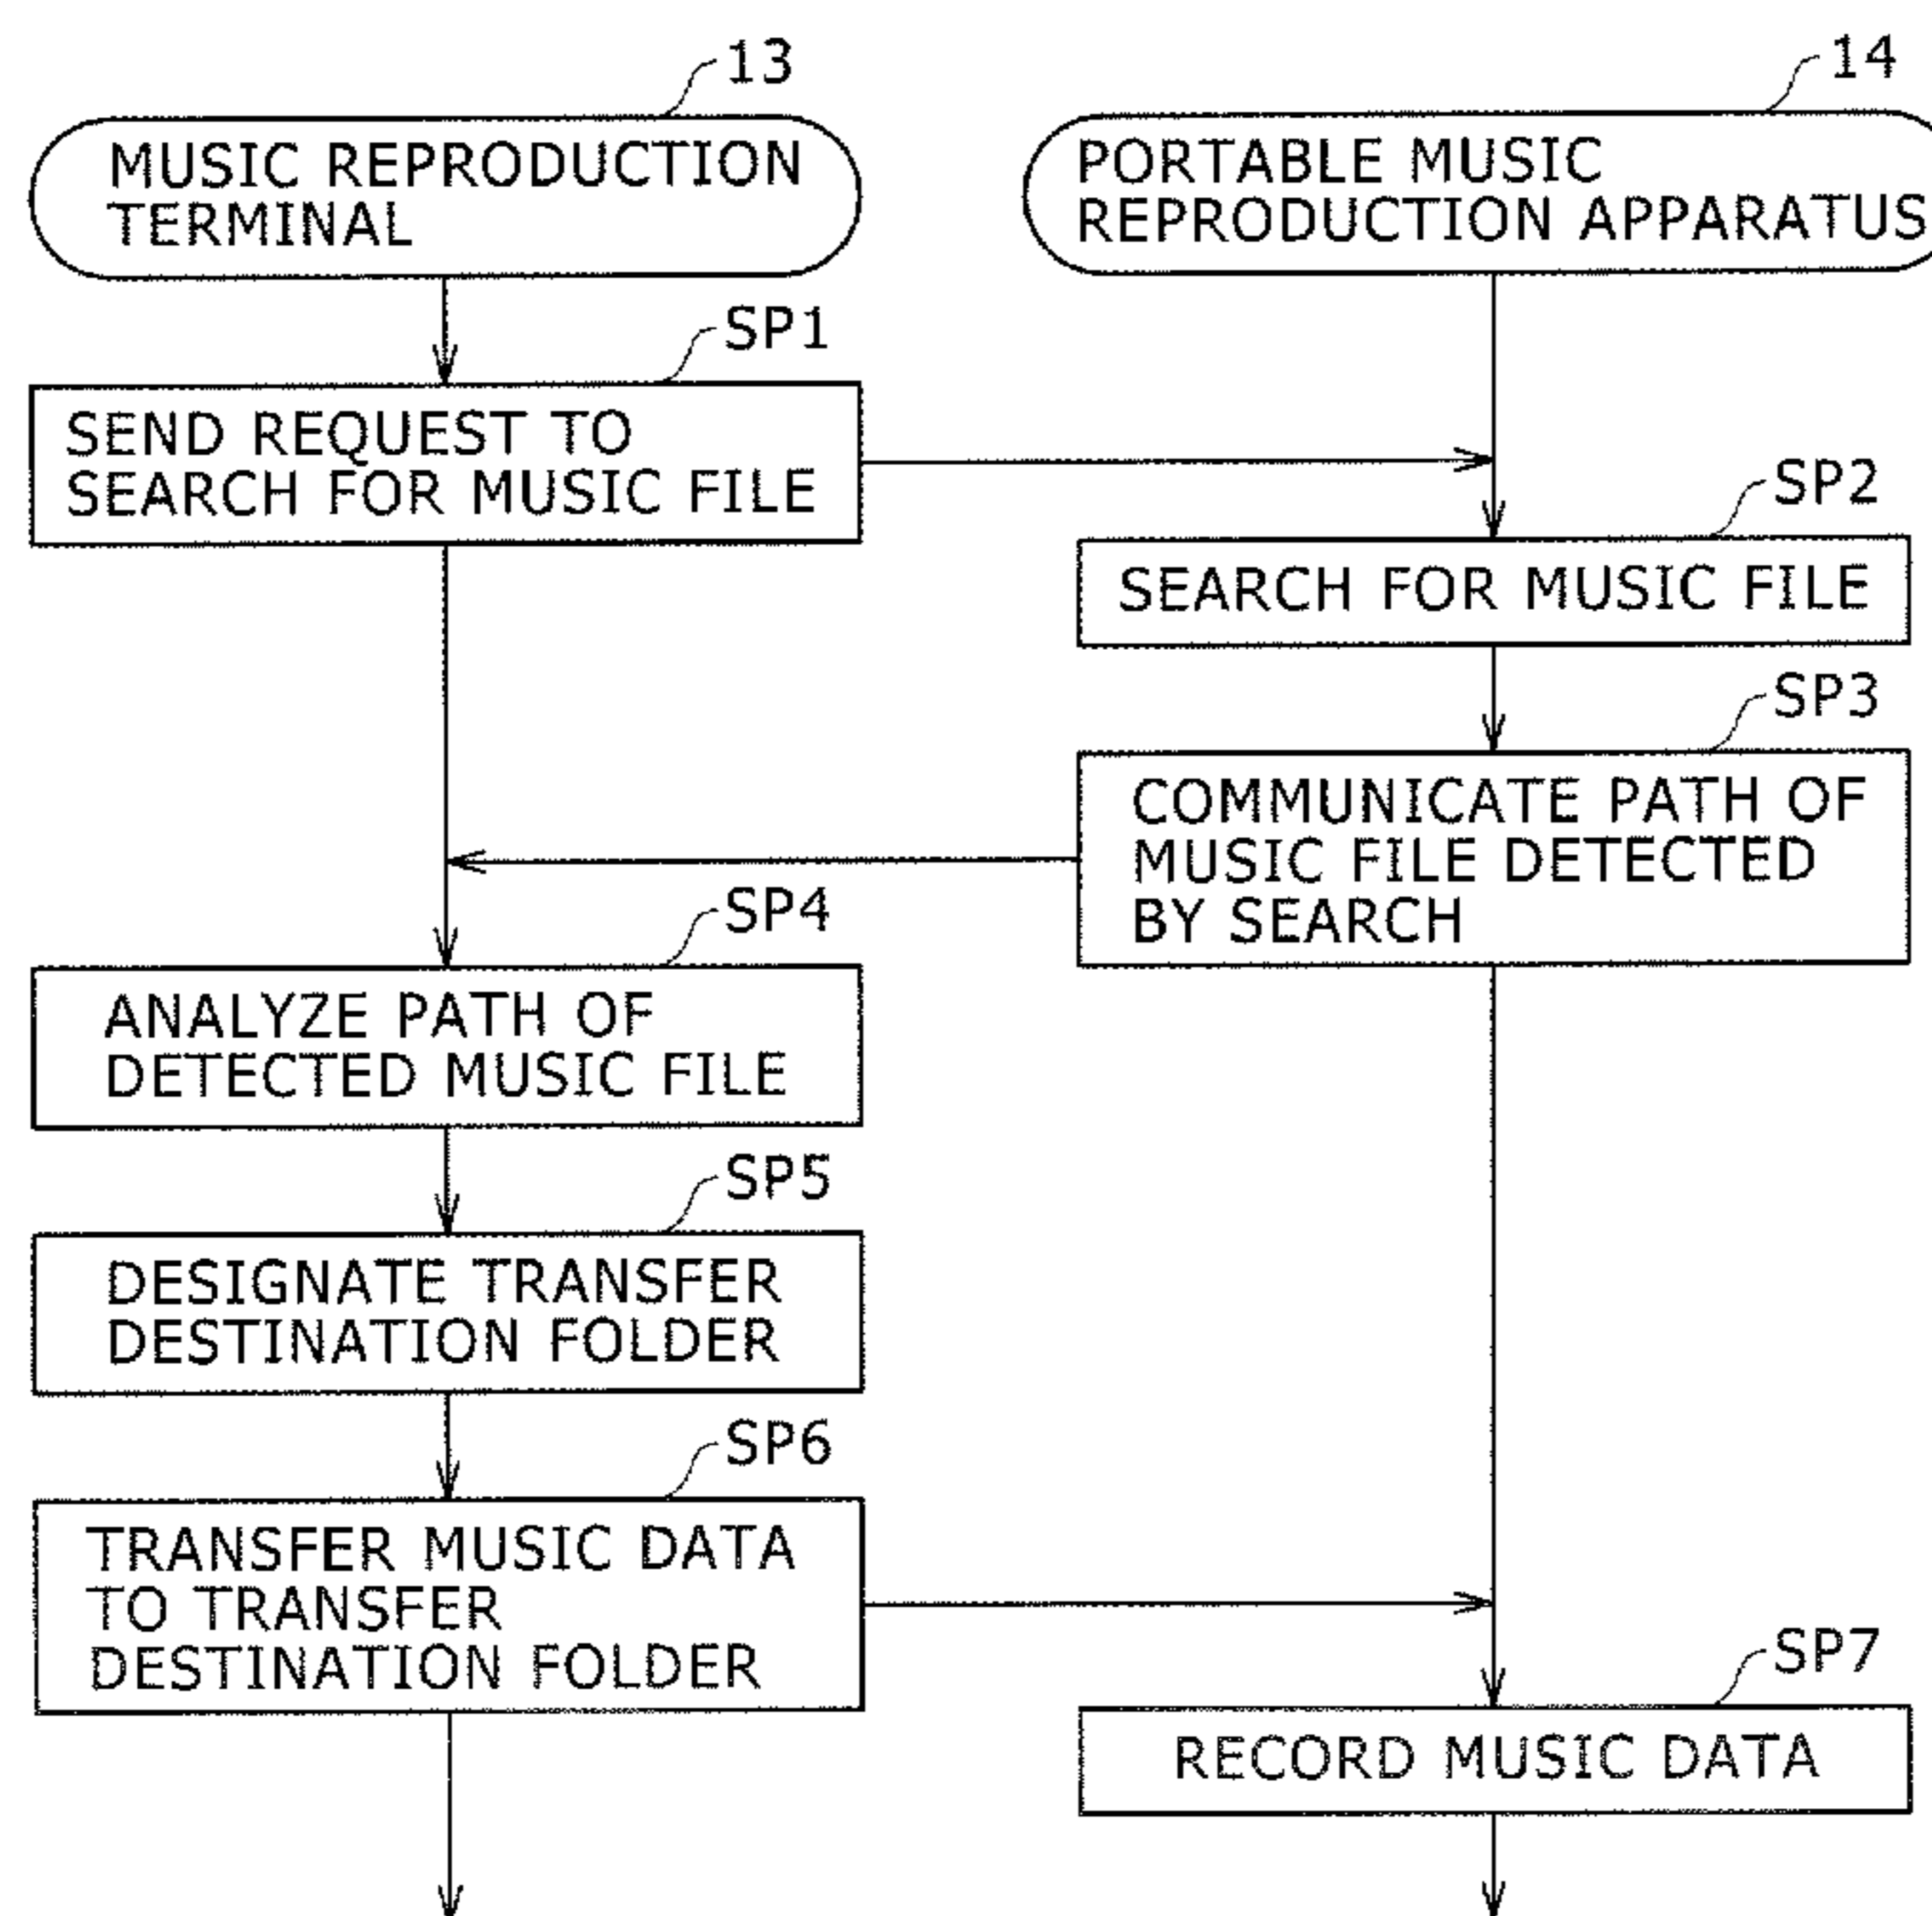 13
MUSIC REPRODUCTION
TERMINAL
14
PORTABLE MUSIC
REPRODUCTION APPARATUS
SP1
SEND REQUEST TO
SEARCH FOR MUSIC FILE
SP2
SEARCH FOR MUSIC FILE
SP3
COMMUNICATE PATH OF
MUSIC FILE DETECTED
BY SEARCH
SP4
ANALYZE PATH OF
DETECTED MUSIC FILE
SP5
DESIGNATE TRANSFER
DESTINATION FOLDER
SP6
TRANSFER MUSIC DATA
TO TRANSFER
DESTINATION FOLDER
SP7
RECORD MUSIC DATA